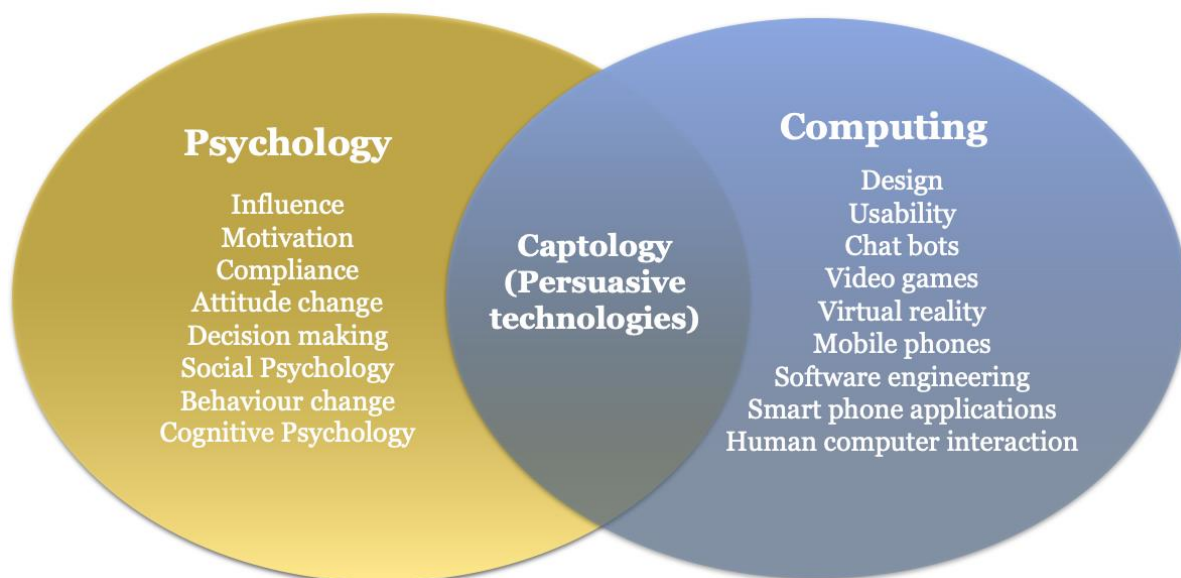 Psychology
Influence
Motivation
Compliance
Attitude change
Decision making
Social Psychology
Behaviour change
Cognitive Psychology
Captology
(Persuasive
technologies)
Computing
Design
Usability
Chat bots
Video games
Virtual reality
Mobile phones
Software engineering
Smart phone applications
Human computer interaction